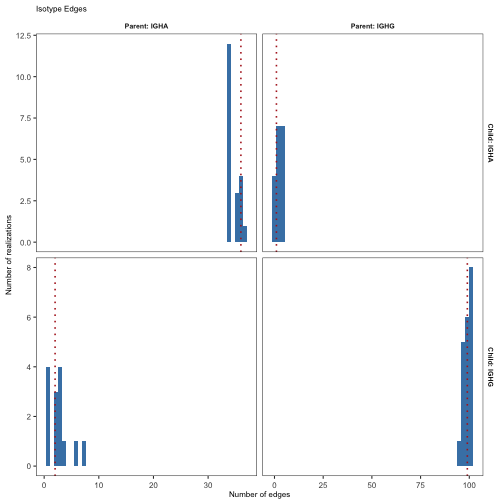 Isotype Edges
Parent: IGHA
Parent: IGHG
12.5
10.0
7.5
5.0
2.5
0.0
Child: IGHA
Number of realizations
8
6
4
2
0
Child: IGHG
0 10 20 30
0 25 50 75 100
Number of edges